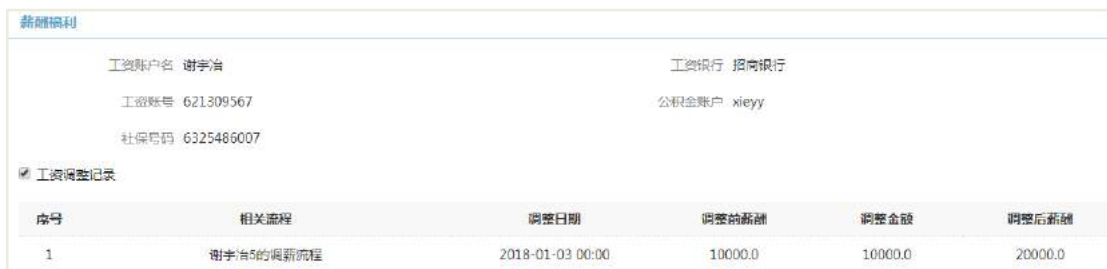 薪酬福利
工资账户名 谢宇冶 工资银行 招商银行
工资账号 621309567 公积金账户 xieyy
社保号码 6325486007
工资调整记录
序号 相关流程 调整日期 调整前薪酬 调整金额 调整后薪酬
1 谢宇冶5的调薪流程 2018-01-03 00:00 10000.0 10000.0 20000.0